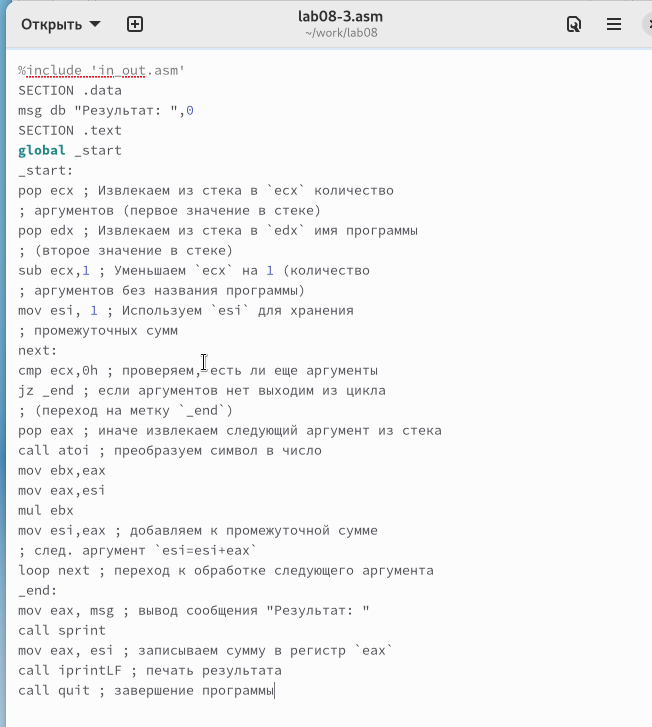 Открыть
lab08-3.asm
~/work/lab08
%include 'in_out.asm'
SECTION .data
msg db "Результат: ",0
SECTION .text
global _start
_start:
pop ecx ; Извлекаем из стека в `ecx` количество
; аргументов (первое значение в стеке)
pop edx ; Извлекаем из стека в `edx` имя программы
; (второе значение в стеке)
sub ecx,1 ; Уменьшаем `ecx` на 1 (количество
; аргументов без названия программы)
mov esi, 1 ; Используем `esi` для хранения
; промежуточных сумм
next:
cmp ecx,0h ; проверяем, есть ли еще аргументы
jz _end ; если аргументов нет выходим из цикла
; (переход на метку `_end`)
pop eax ; иначе извлекаем следующий аргумент из стека
call atoi ; преобразуем символ в число
mov ebx,eax
mov eax,esi
mul ebx
mov esi,eax ; добавляем к промежуточной сумме
; след. аргумент `esi=esi+eax`
loop next ; переход к обработке следующего аргумента
_end:
mov eax, msg ; вывод сообщения "Результат: "
call sprint
mov eax, esi ; записываем сумму в регистр `eax`
call iprintLF ; печать результата
call quit ; завершение программы